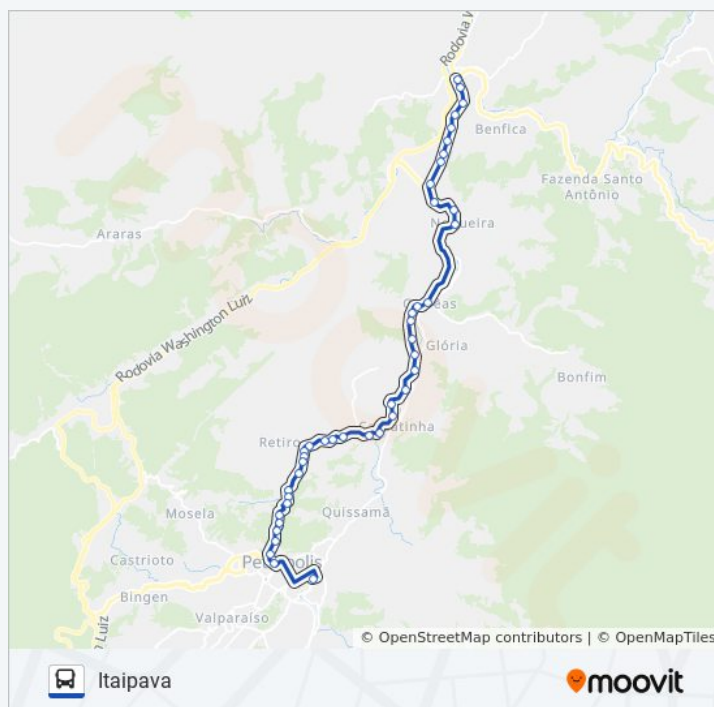 Rodovia W
Benfica
Fazenda Santo
Antônio
Araras
Rodovia Washington Luiz
Glória
Bonfim
Retiro
Quissamã
Mosela
Castrioto
Bingen
Valparaíso
Luiz
© OpenStreetMap contributors | © OpenMapTiles
Itaipava
moovit